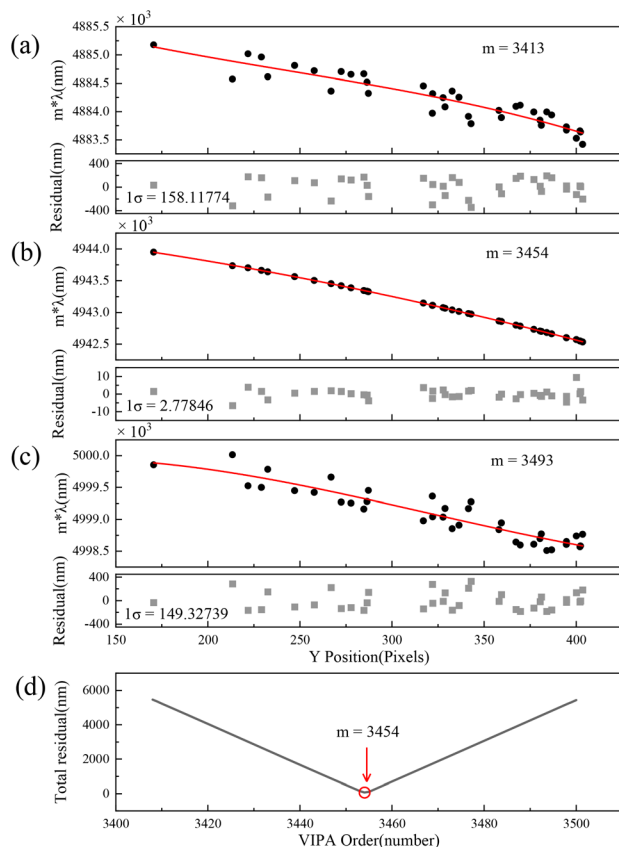 × 10³
(a)
4885.5
4885.0
4884.5
4884.0
4883.5
m*λ(nm)
m = 3413
400
0
-400
Residual(nm)
1σ = 158.11774
× 10³
(b)
4944.0
4943.5
4943.0
4942.5
m*λ(nm)
m = 3454
10
0
-10
Residual(nm)
1σ = 2.77846
× 10³
(c)
5000.0
4999.5
4999.0
4998.5
m*λ(nm)
m = 3493
400
0
-400
Residual(nm)
1σ = 149.32739
150 200 250 300 350 400
Y Position(Pixels)
(d)
6000
4000
2000
0
Total residual(nm)
m = 3454
3400 3420 3440 3460 3480 3500
VIPA Order(number)